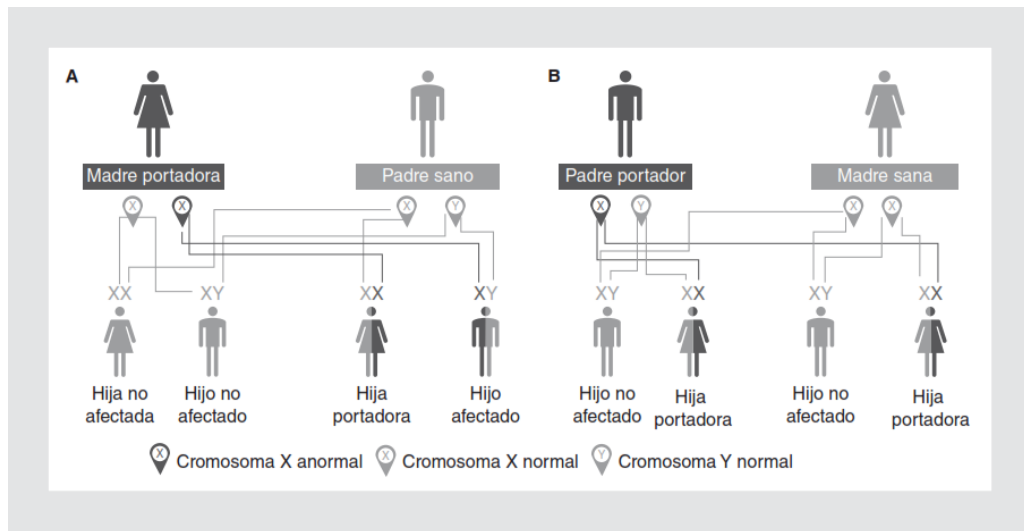 A
B
Madre portadora
Padre sano
Padre portador
Madre sana
X
X
X
Y
X
Y
X
X
XX
XY
XX
XY
XY
XX
XY
XX
Hija no
afectada
Hijo no
afectado
Hija
portadora
Hijo
afectado
Hijo no
afectado
Hija
portadora
Hijo no
afectado
Hija
portadora
X Cromosoma X anormal X Cromosoma X normal Y Cromosoma Y normal